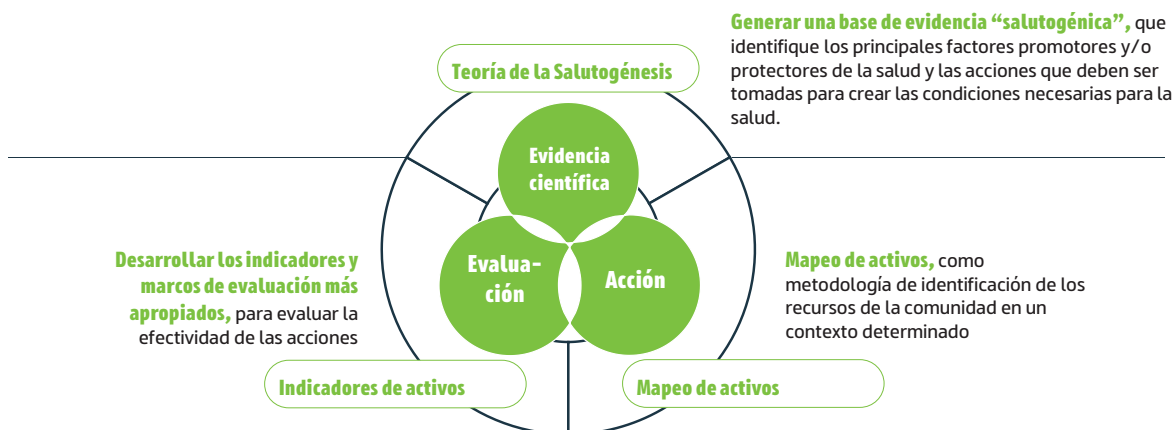 Generar una base de evidencia “salutogénica”, que
identifique los principales factores promotores y/o
protectores de la salud y las acciones que deben ser
tomadas para crear las condiciones necesarias para la
salud.
Teoría de la Salutogénesis
Evidencia
científica
Evalua-
ción
Acción
Desarrollar los indicadores y
marcos de evaluación más
apropiados, para evaluar la
efectividad de las acciones
Mapeo de activos, como
metodología de identificación de los
recursos de la comunidad en un
contexto determinado
Indicadores de activos
Mapeo de activos